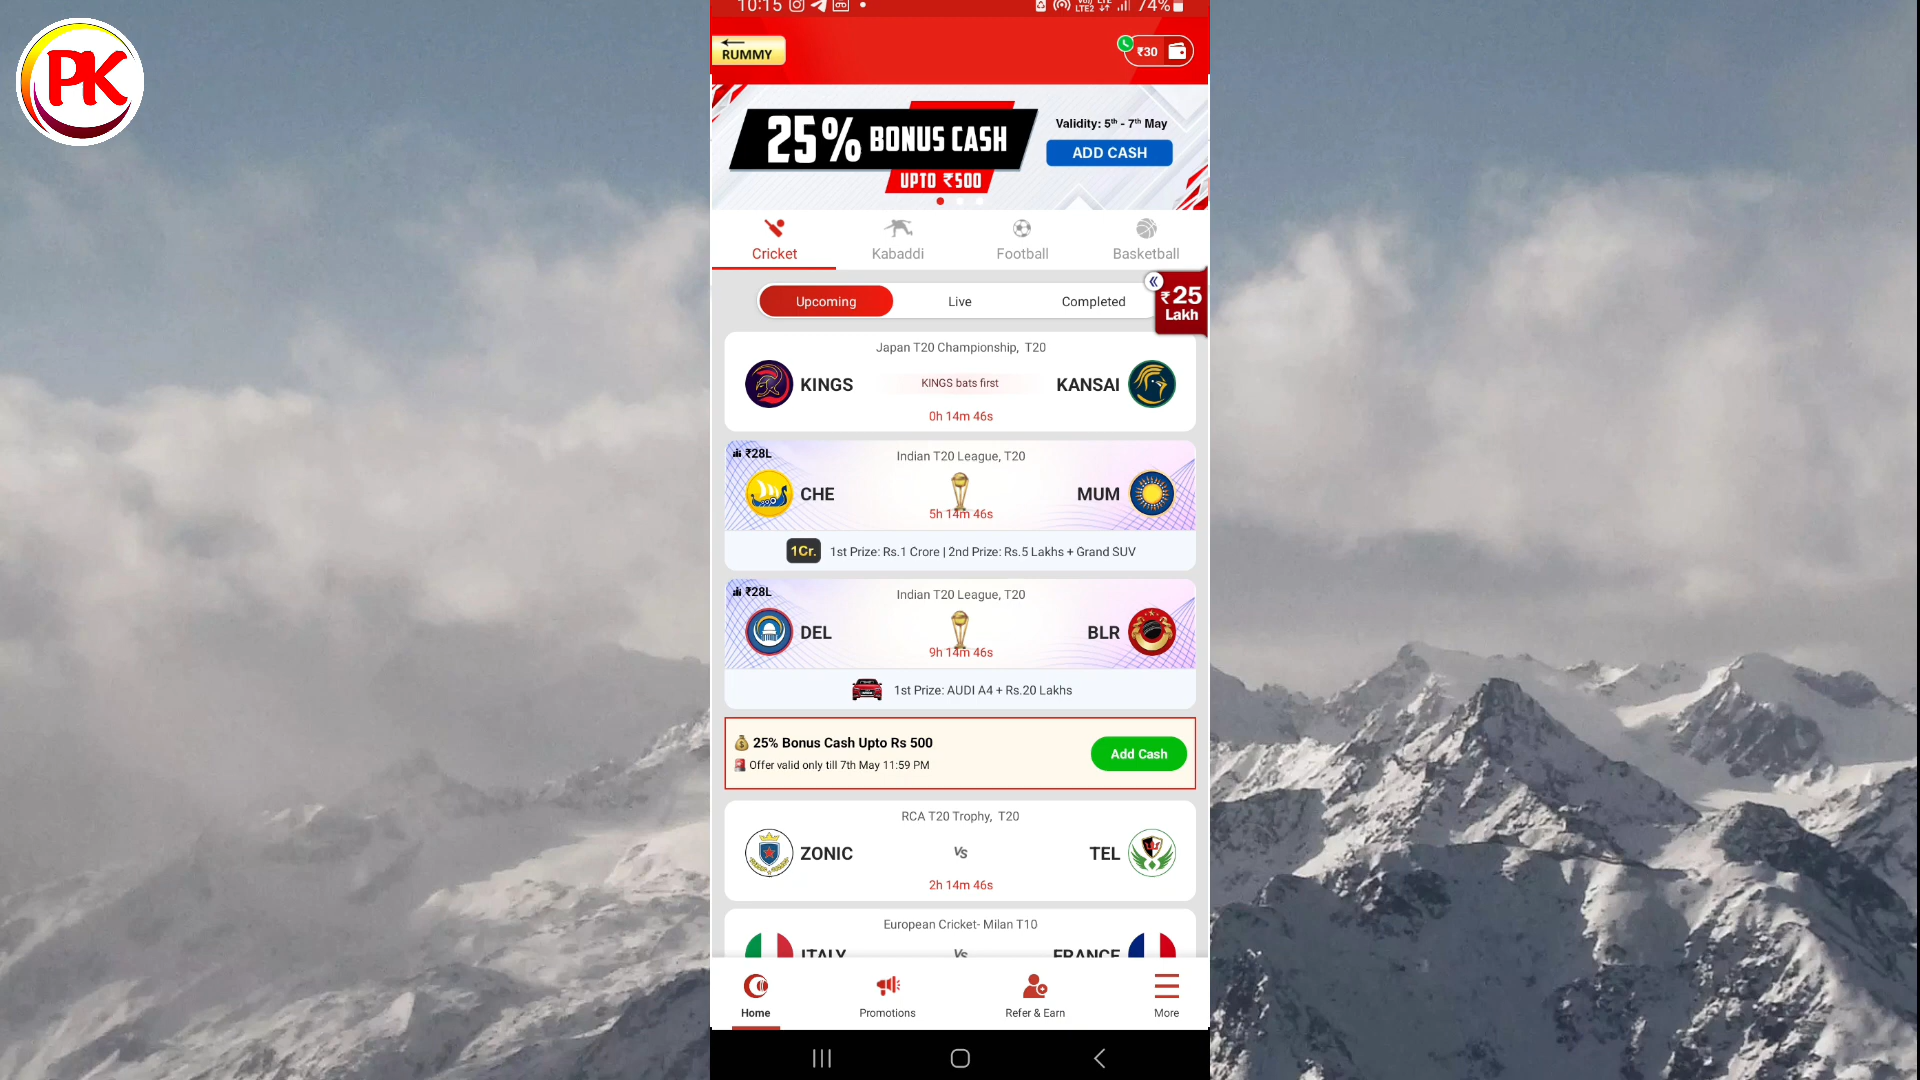 PK
10:15
74%
RUMMY
₹30
25% BONUS CASH
UPTO ₹500
Validity: 5th - 7th May
ADD CASH
Cricket
Kabaddi
Football
Basketball
Upcoming
Live
Completed
₹25
Lakh
Japan T20 Championship, T20
KINGS
KINGS bats first
KANSAI
0h 14m 46s
₹28L
Indian T20 League, T20
CHE
MUM
5h 14m 46s
1Cr.
1st Prize: Rs.1 Crore | 2nd Prize: Rs.5 Lakhs + Grand SUV
₹28L
Indian T20 League, T20
DEL
BLR
9h 14m 46s
1st Prize: AUDI A4 + Rs.20 Lakhs
25% Bonus Cash Upto Rs 500
Offer valid only till 7th May 11:59 PM
Add Cash
RCA T20 Trophy, T20
ZONIC
Vs
TEL
2h 14m 46s
European Cricket- Milan T10
ITALY
Vs
FRANCE
Home
Promotions
Refer & Earn
More